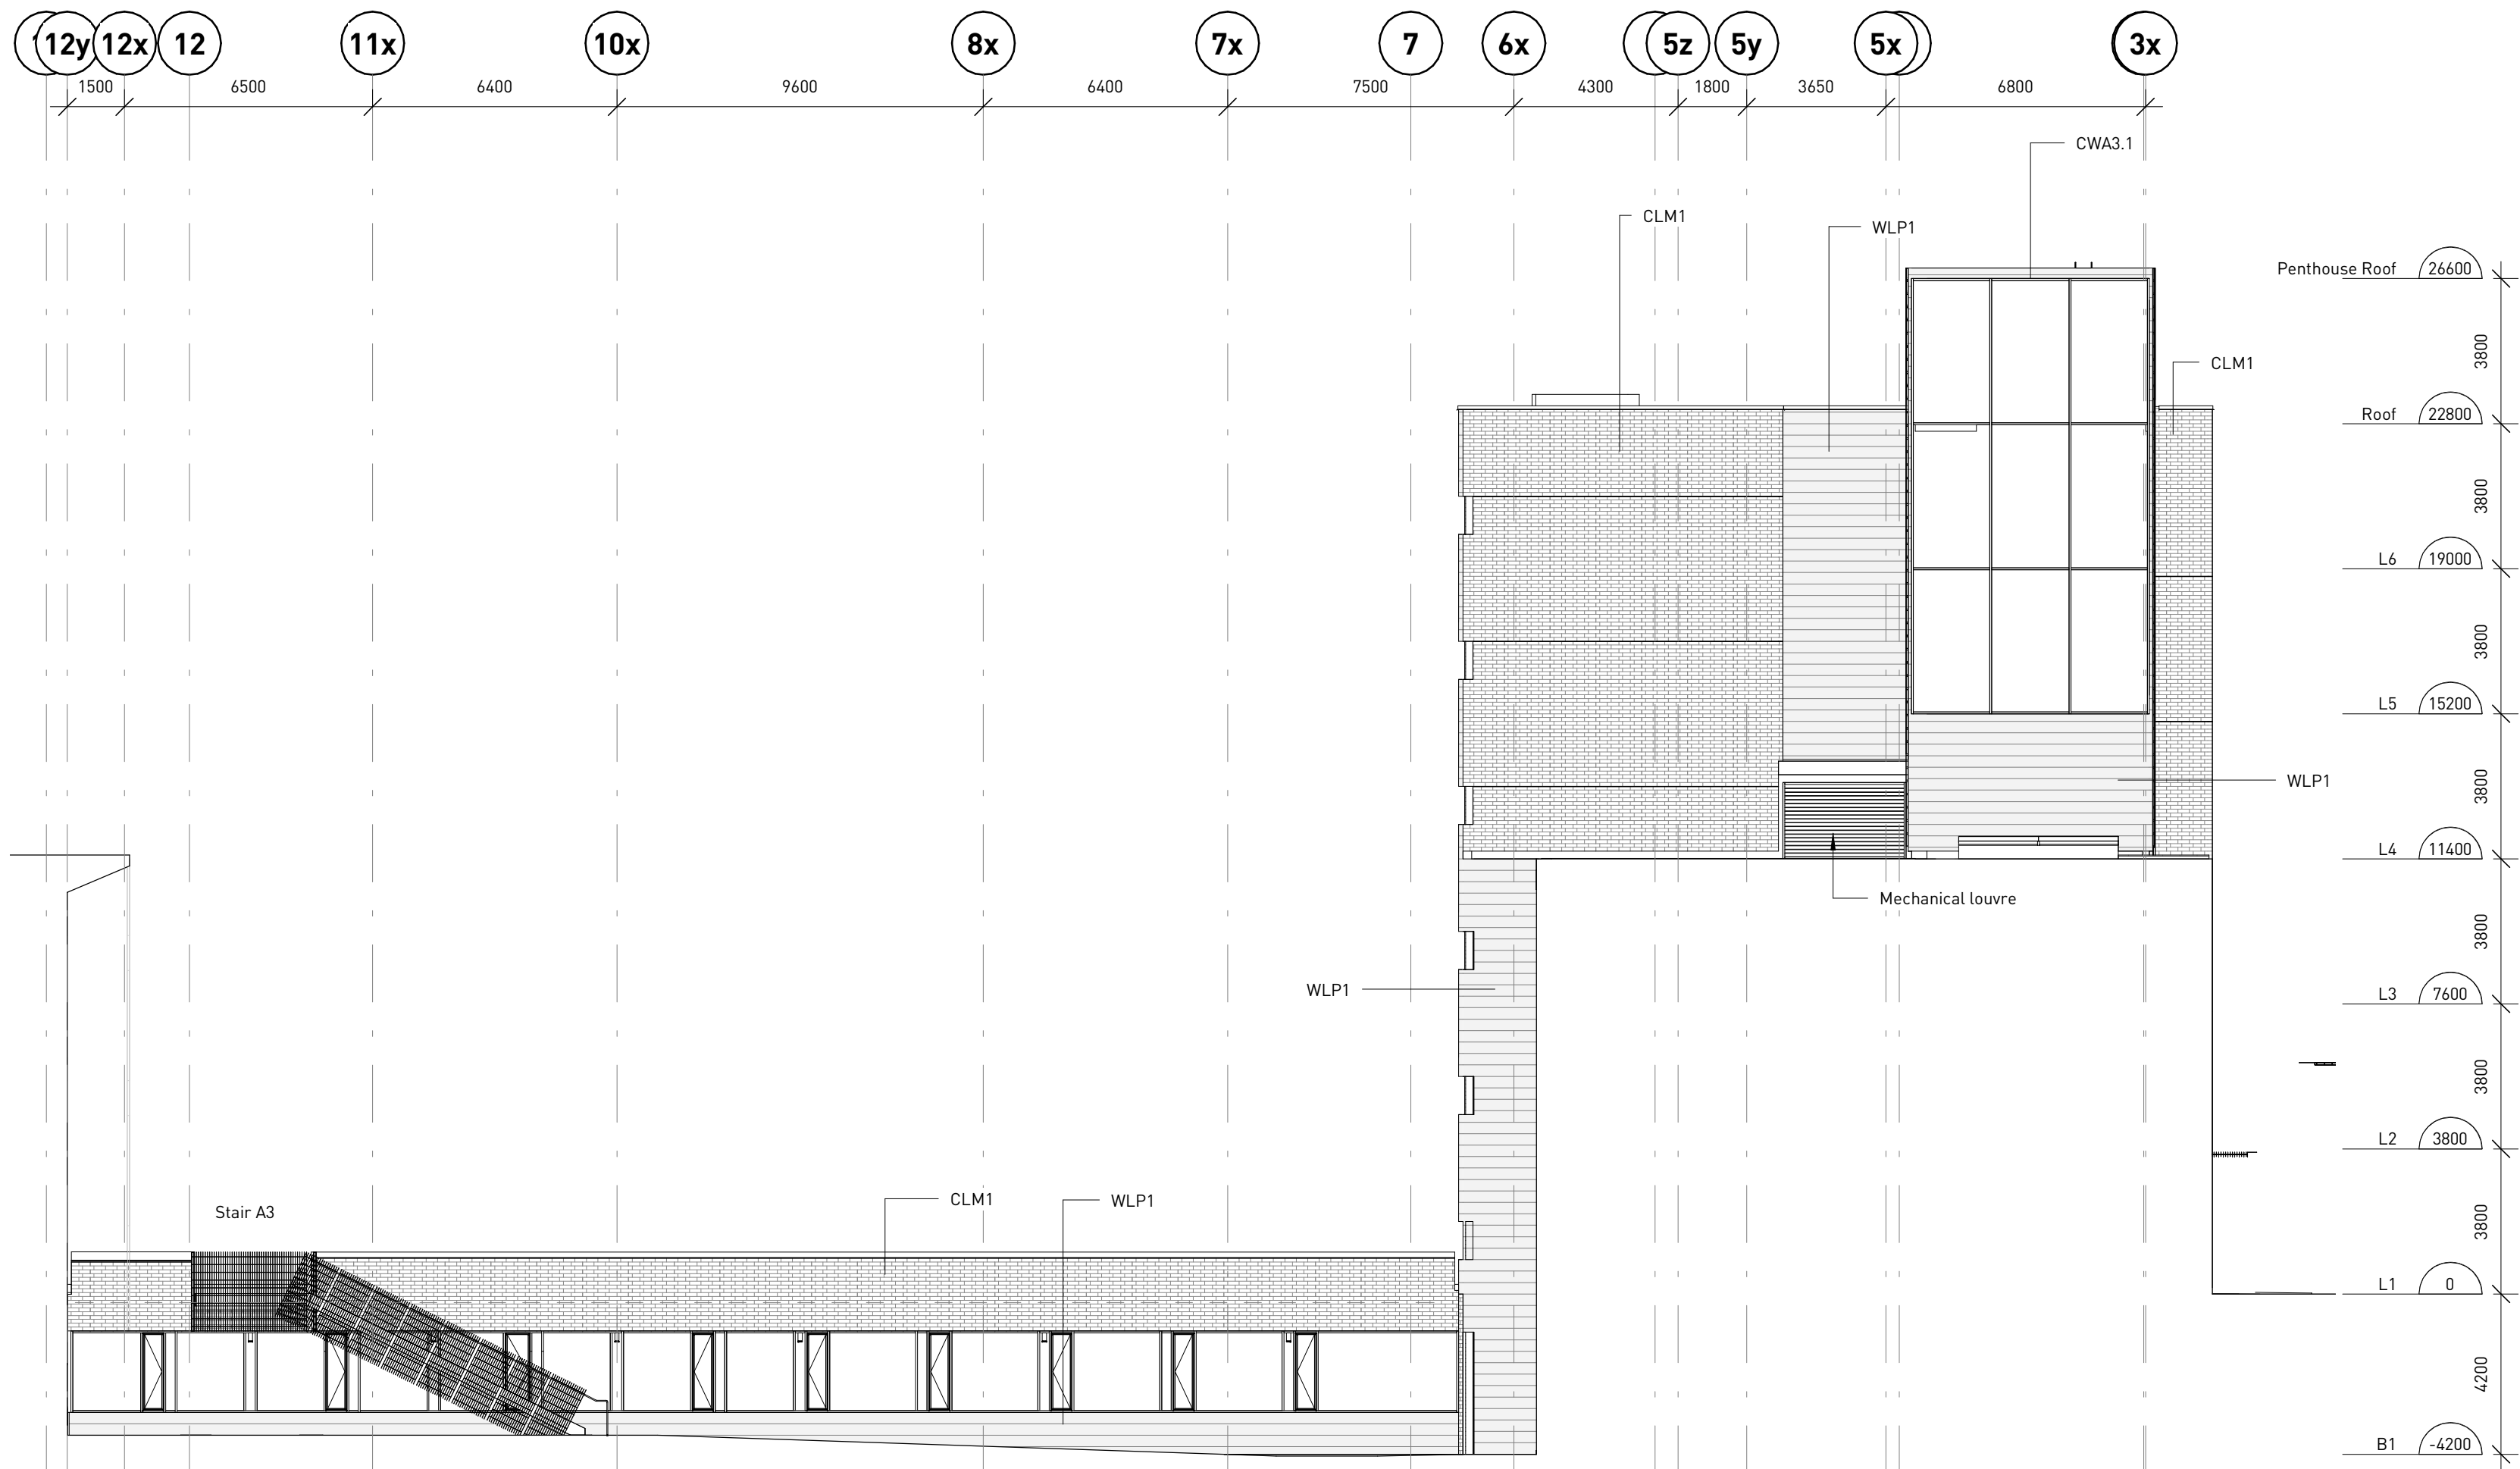 12y 12x 12 11x 10x 8x 7x 7 6x 5z 5y 5x 3x
1500 6500 6400 9600 6400 7500 4300 1800 3650 6800
CWA3.1
CLM1
WLP1
Penthouse Roof 26600
3800
CLM1
Roof 22800
3800
L6 19000
3800
L5 15200
WLP1
3800
L4 11400
Mechanical louvre
3800
WLP1
L3 7600
3800
L2 3800
CLM1
WLP1
Stair A3
3800
L1 0
4200
B1 -4200